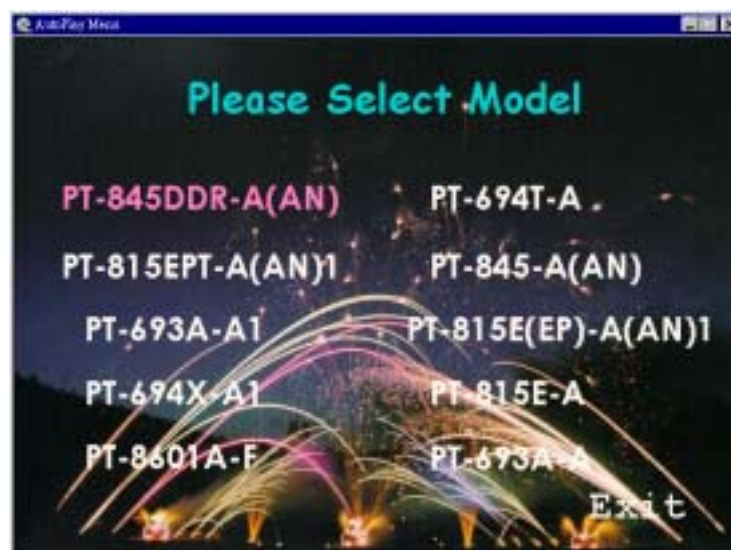 AutoPlay Menu
Please Select Model
PT-845DDR-A(AN) PT-694T-A
PT-815EPT-A(AN)1 PT-845-A(AN)
PT-693A-A1 PT-815E(EP)-A(AN)1
PT-694X-A1 PT-815E-A
PT-8601A-F PT-693A-A
Exit